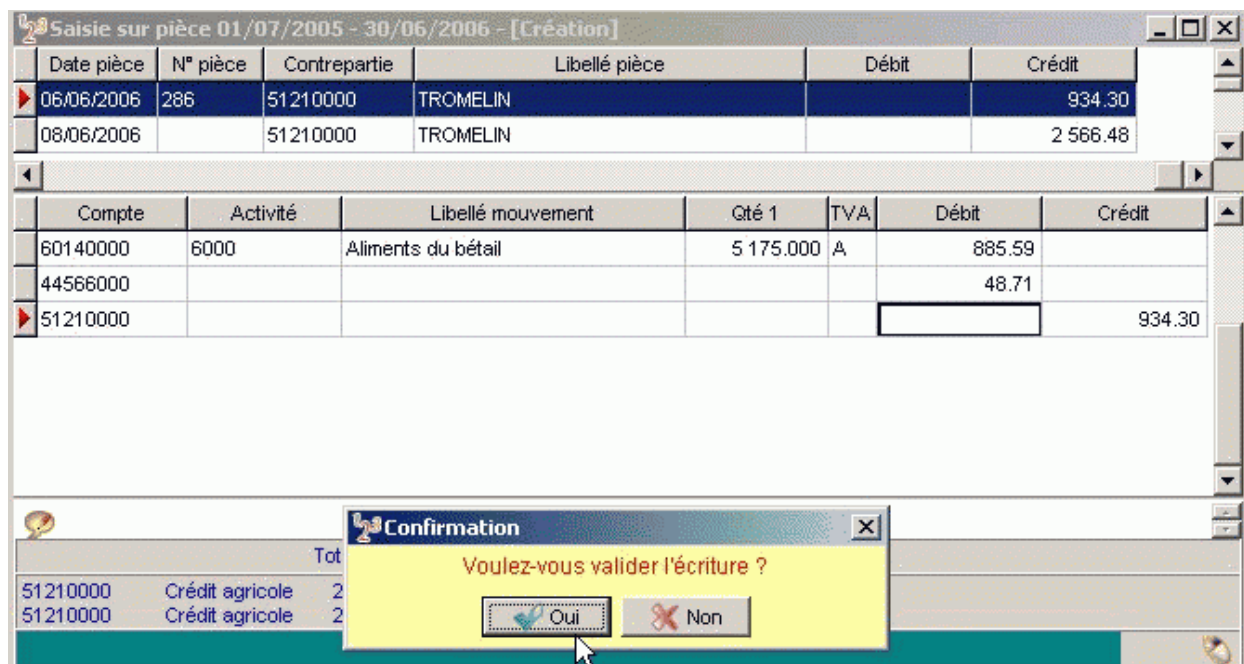 Saisie sur pièce 01/07/2005 - 30/06/2006 - [Création]
Date pièce N° pièce Contrepartie Libellé pièce Débit Crédit
06/06/2006 286 51210000 TROMELIN 934.30
08/06/2006 51210000 TROMELIN 2 566.48
Compte Activité Libellé mouvement Qté 1 TVA Débit Crédit
60140000 6000 Aliments du bétail 5 175.000 A 885.59
44566000 48.71
51210000 934.30
Confirmation
Voulez-vous valider l'écriture ?
Oui Non
Tot
51210000 Crédit agricole 2
51210000 Crédit agricole 2